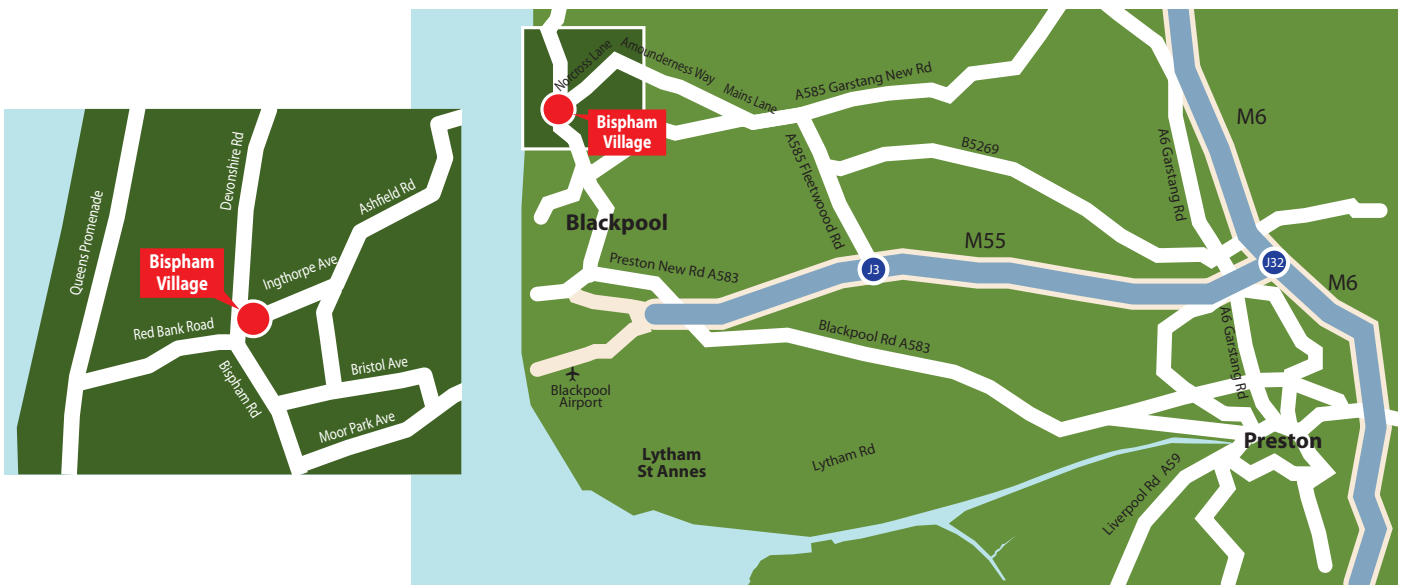 Queens Promenade
Devonshire Rd
Ashfield Rd
Bispham
Village
Ingthorpe Ave
Red Bank Road
Bispham Rd
Bristol Ave
Moor Park Ave
Norcross Lane
Amounderness Way
Mains Lane
A585 Garstang New Rd
Bispham
Village
M6
A6 Garstang Rd
B5269
A585 Fleetwoood Rd
Blackpool
M55
Preston New Rd A583
J3
J32
M6
Blackpool Rd A583
A6 Garstang Rd
Blackpool
Airport
Lytham
St Annes
Lytham Rd
Preston
Liverpool Rd A59